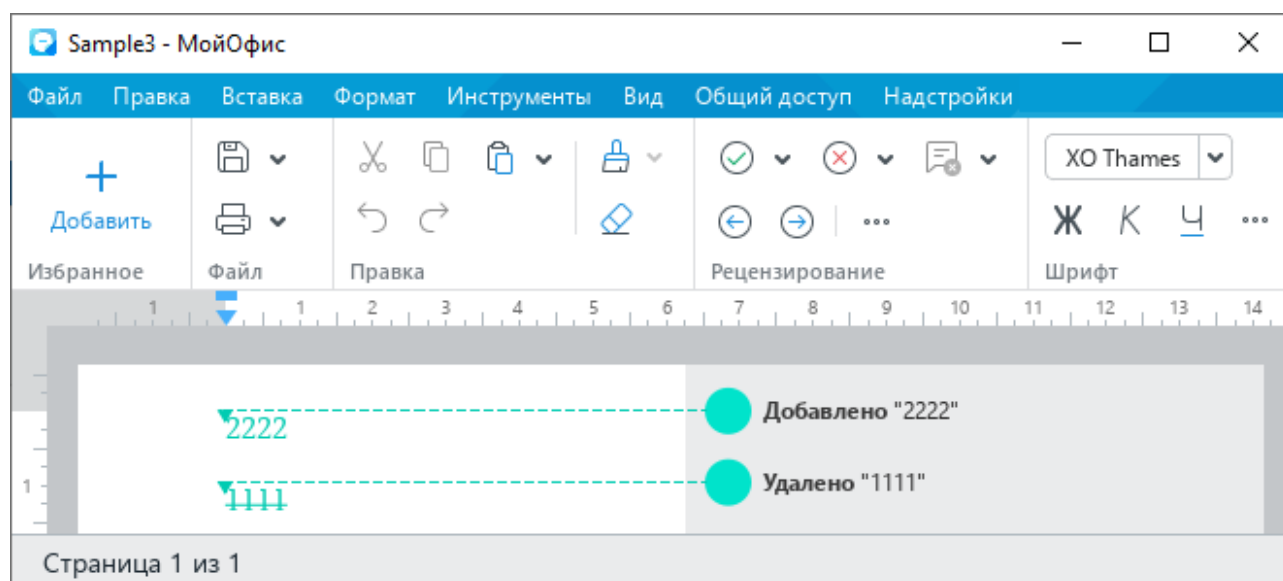 Sample3 - МойОфис
Файл Правка Вставка Формат Инструменты Вид Общий доступ Надстройки
Добавить
XO Thames
Ж К Ч
Избранное Файл Правка Рецензирование Шрифт
1 1 2 3 4 5 6 7 8 9 10 11 12 13 14
2222 Добавлено "2222"
1
1111 Удалено "1111"
Страница 1 из 1